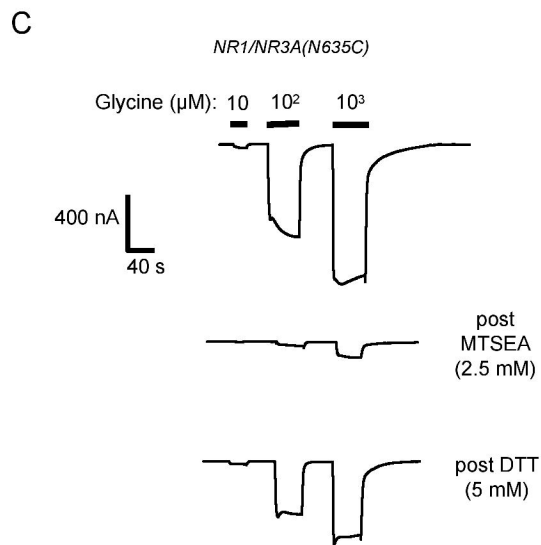 C
NR1/NR3A(N635C)
Glycine (µM): 10 10² 10³
400 nA
40 s
post
MTSEA
(2.5 mM)
post DTT
(5 mM)